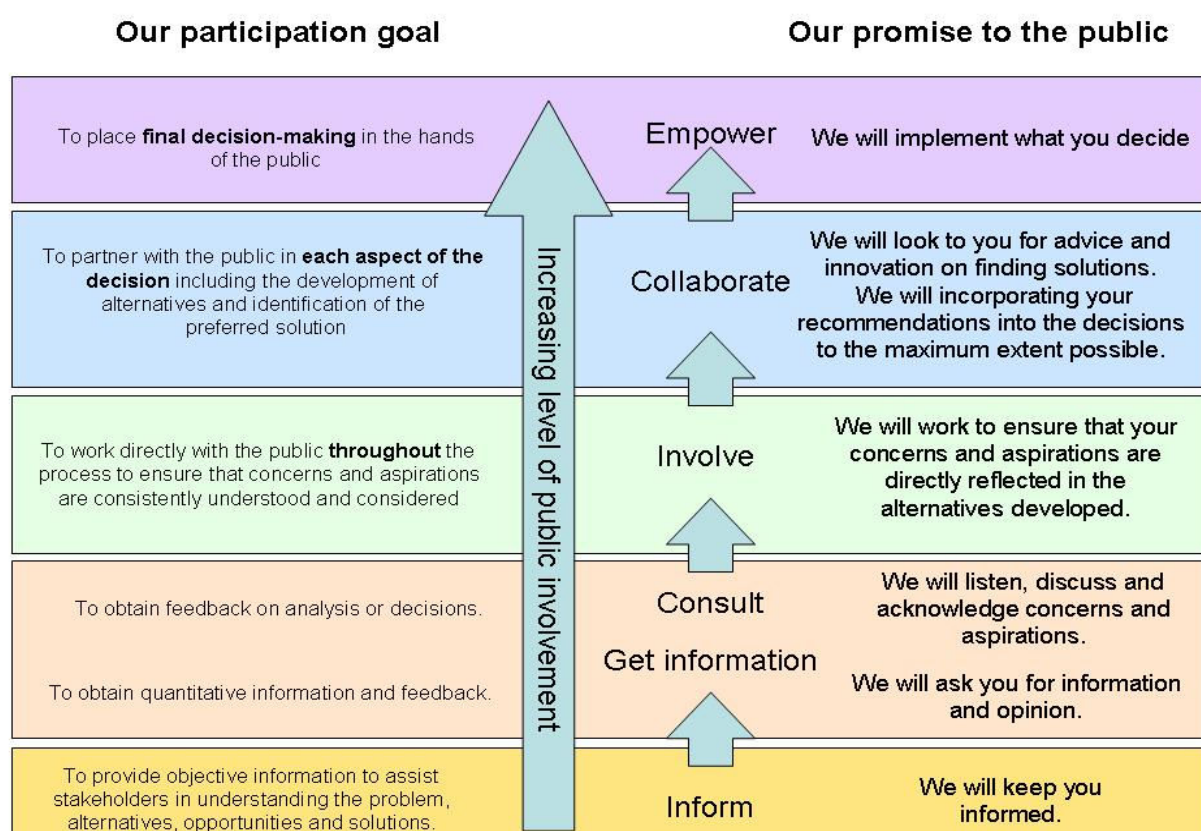 Our participation goal
Our promise to the public
To place final decision-making in the hands
of the public
Empower
We will implement what you decide
To partner with the public in each aspect of the
decision including the development of
alternatives and identification of the
preferred solution
Collaborate
We will look to you for advice and
innovation on finding solutions.
We will incorporating your
recommendations into the decisions
to the maximum extent possible.
Increasing level of public involvement
To work directly with the public throughout the
process to ensure that concerns and aspirations
are consistently understood and considered
Involve
We will work to ensure that your
concerns and aspirations are
directly reflected in the
alternatives developed.
To obtain feedback on analysis or decisions.
Consult
We will listen, discuss and
acknowledge concerns and
aspirations.
To obtain quantitative information and feedback.
Get information
We will ask you for information
and opinion.
To provide objective information to assist
stakeholders in understanding the problem,
alternatives, opportunities and solutions.
Inform
We will keep you
informed.